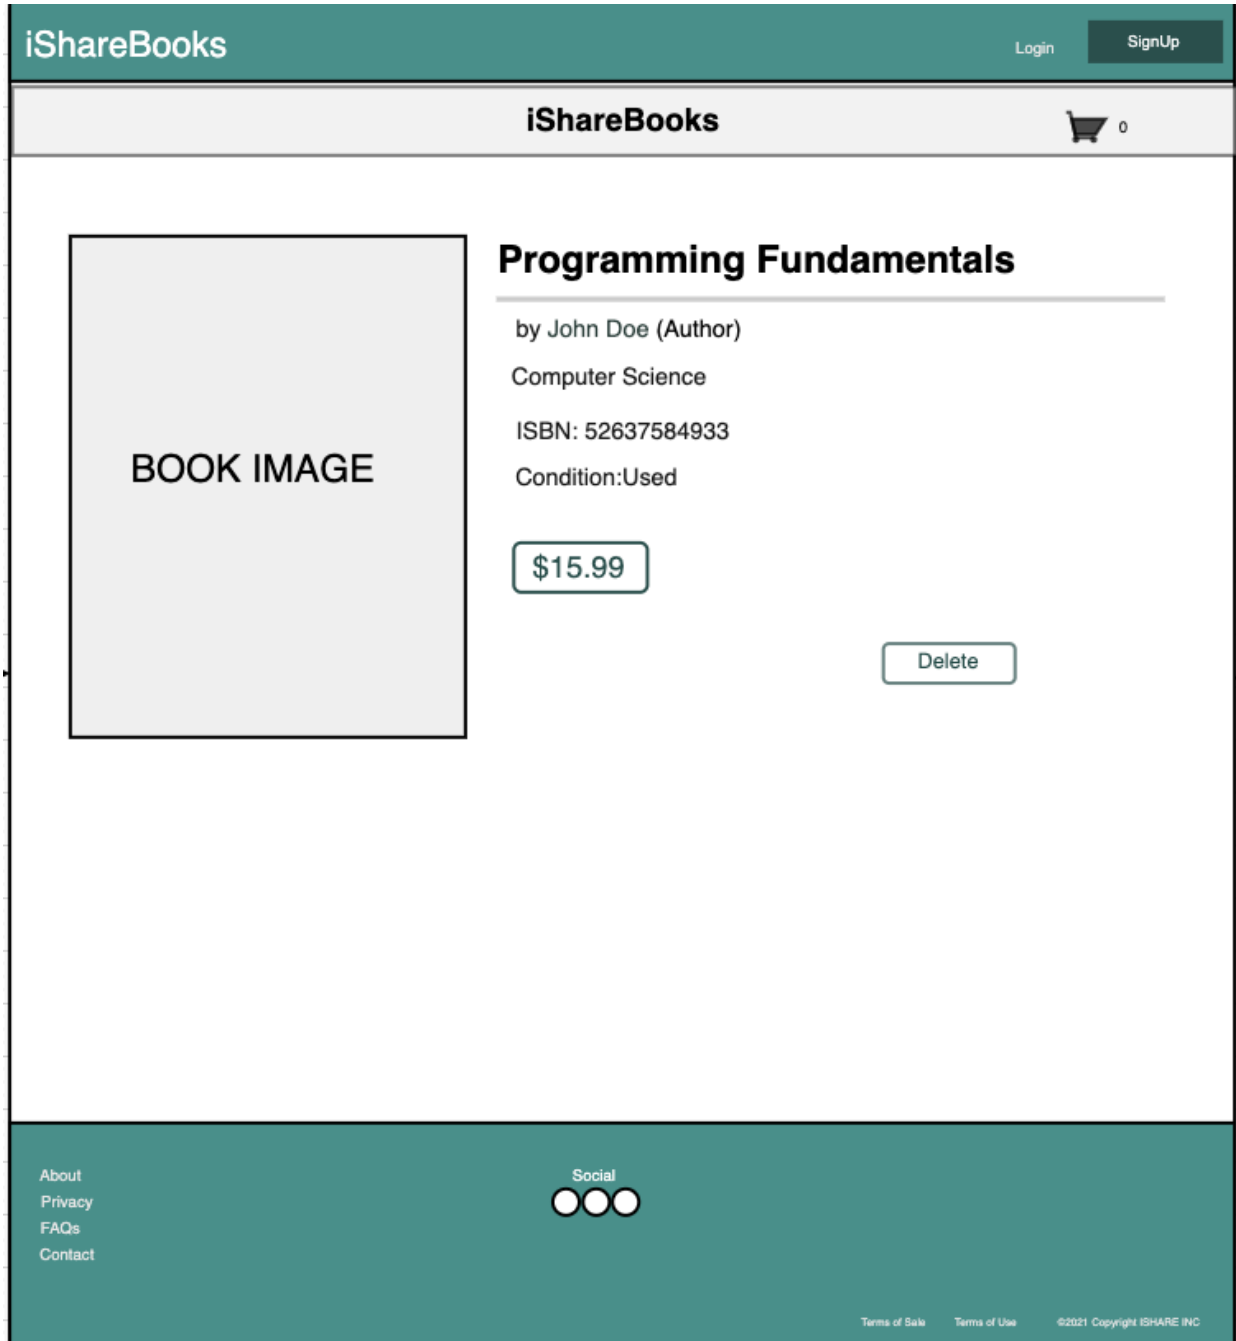 iShareBooks
Login
SignUp
iShareBooks
0
Programming Fundamentals
by John Doe (Author)
Computer Science
ISBN: 52637584933
Condition:Used
BOOK IMAGE
$15.99
Delete
About
Privacy
FAQs
Contact
Social
Terms of Sale
Terms of Use
©2021 Copyright ISHARE INC